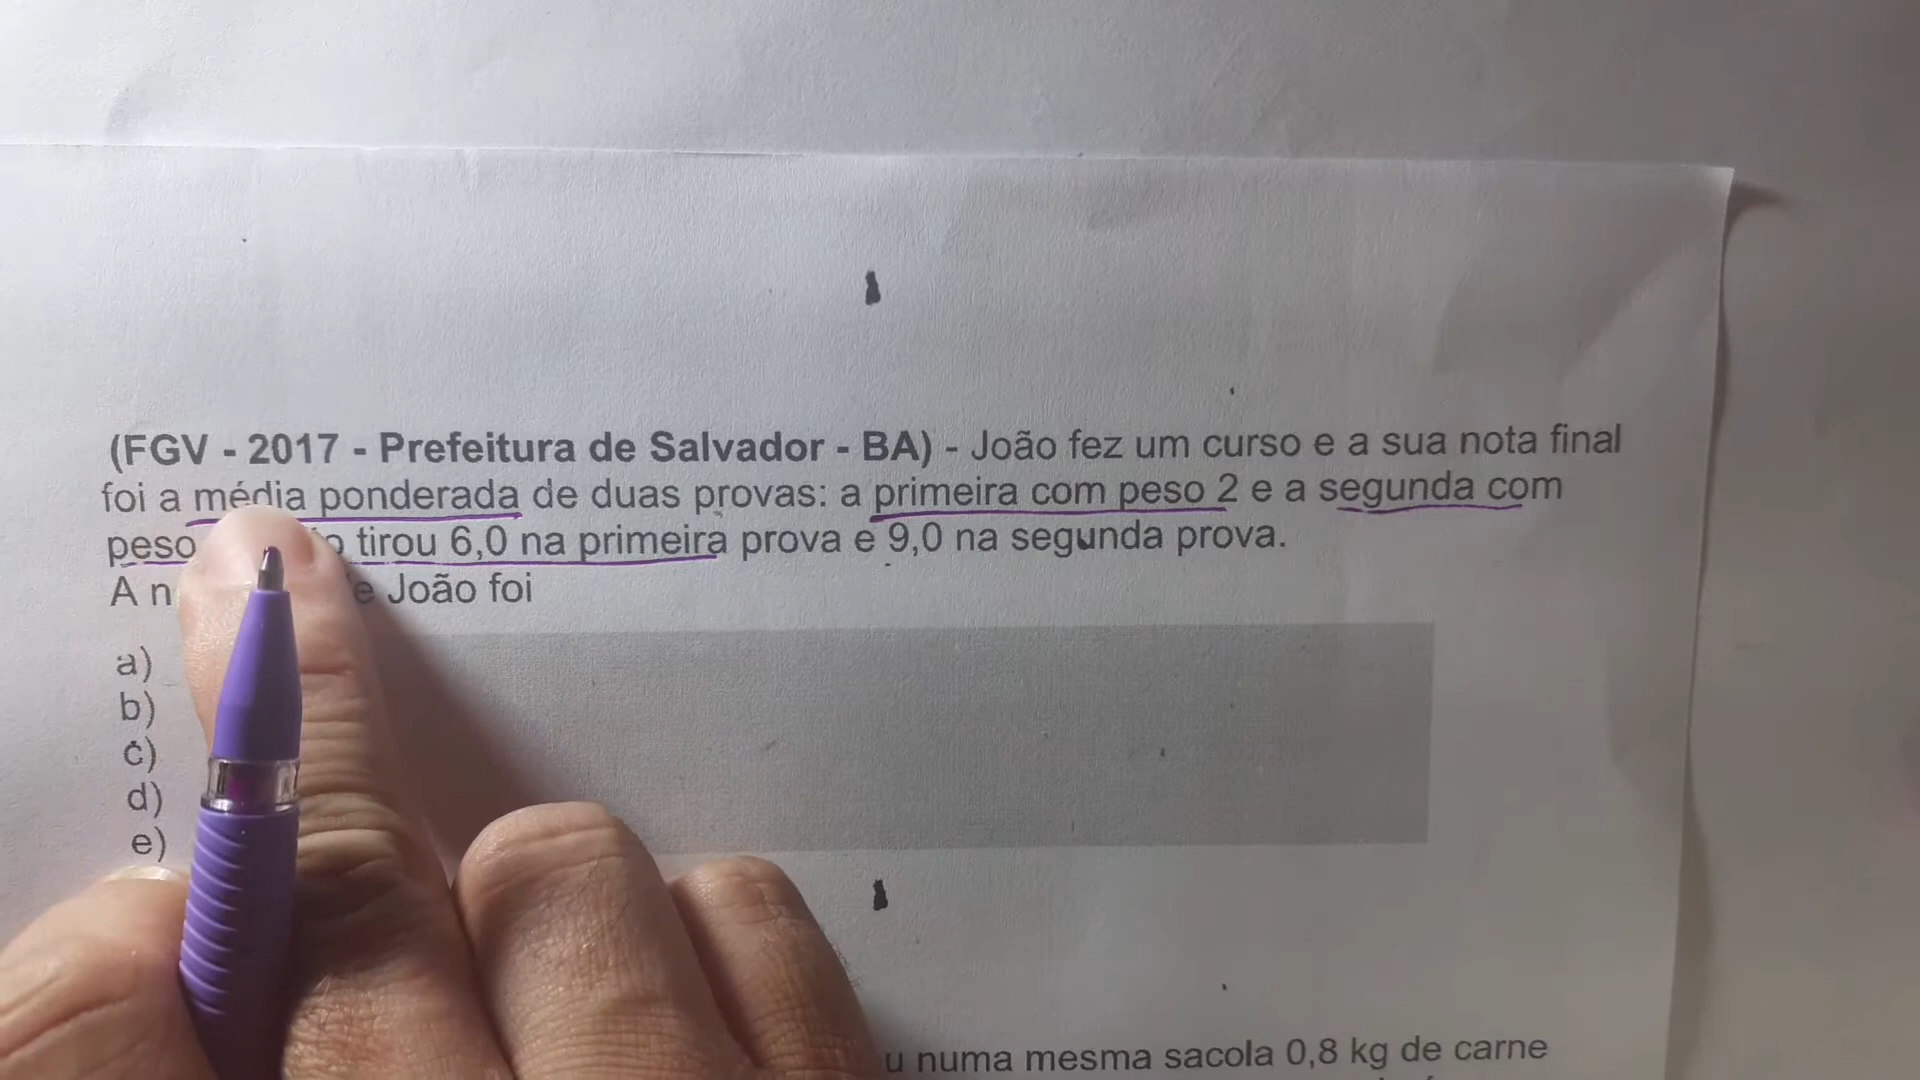 (FGV - 2017 - Prefeitura de Salvador - BA) - João fez um curso e a sua nota final
foi a média ponderada de duas provas: a primeira com peso 2 e a segunda com
peso tirou 6,0 na primeira prova e 9,0 na segunda prova.
A João foi
a)
b)
c)
d)
e)
numa mesma sacola 0,8 kg de carne